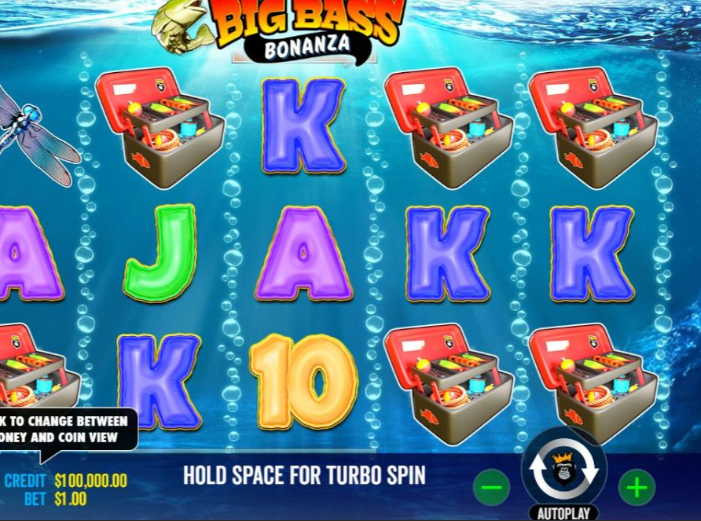 BIG BASS
BONANZA
K
A J A K K
K 10
K TO CHANGE BETWEEN
ONEY AND COIN VIEW
CREDIT $100,000.00
BET $1.00
HOLD SPACE FOR TURBO SPIN
AUTOPLAY